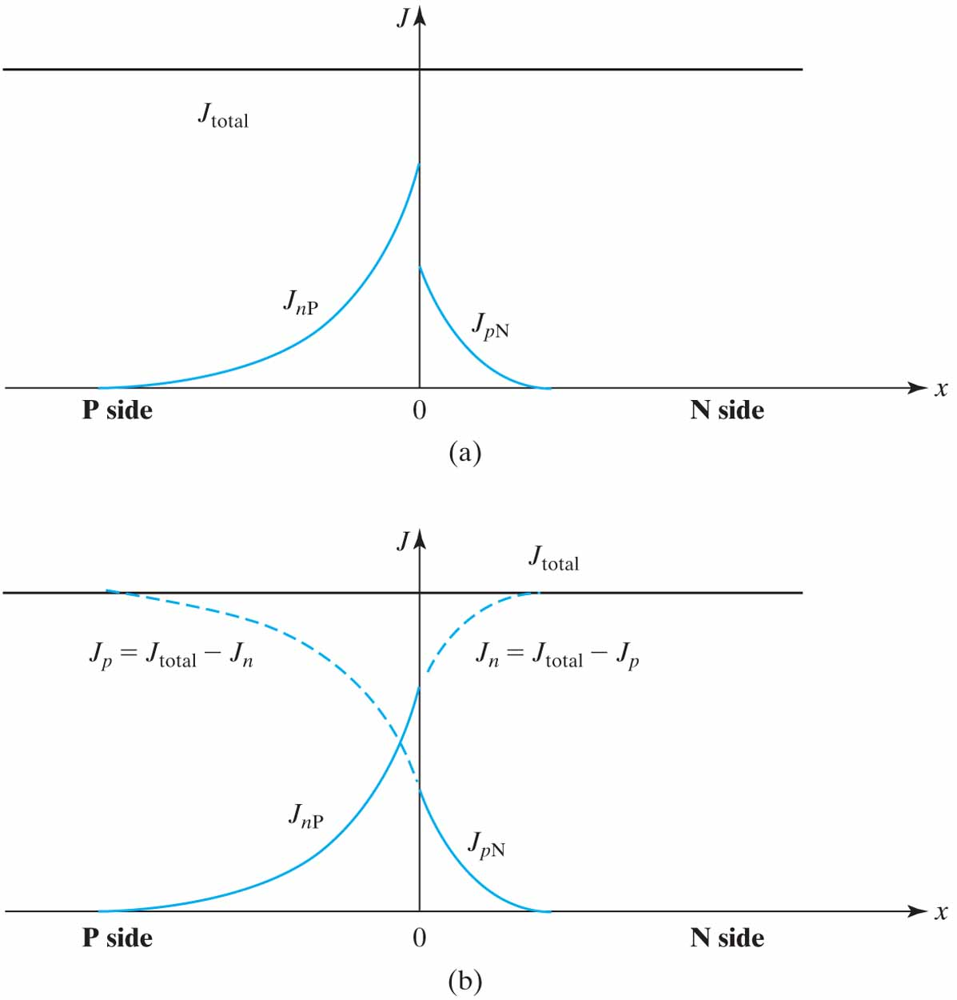 J
J_total
J_nP
J_pN
x
P side
0
N side
(a)
J
J_total
J_p = J_total − J_n
J_n = J_total − J_p
J_nP
J_pN
x
P side
0
N side
(b)